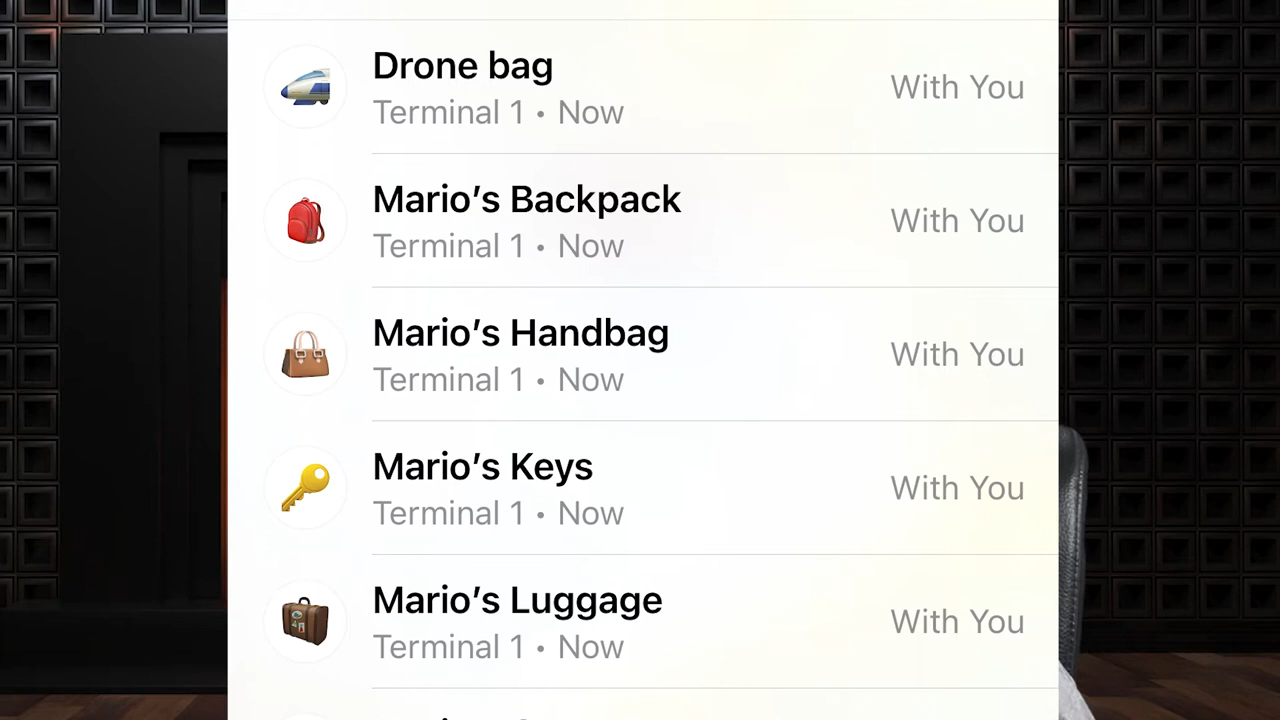 Drone bag
With You
Terminal 1 • Now
Mario’s Backpack
With You
Terminal 1 • Now
Mario’s Handbag
With You
Terminal 1 • Now
Mario’s Keys
With You
Terminal 1 • Now
Mario’s Luggage
With You
Terminal 1 • Now